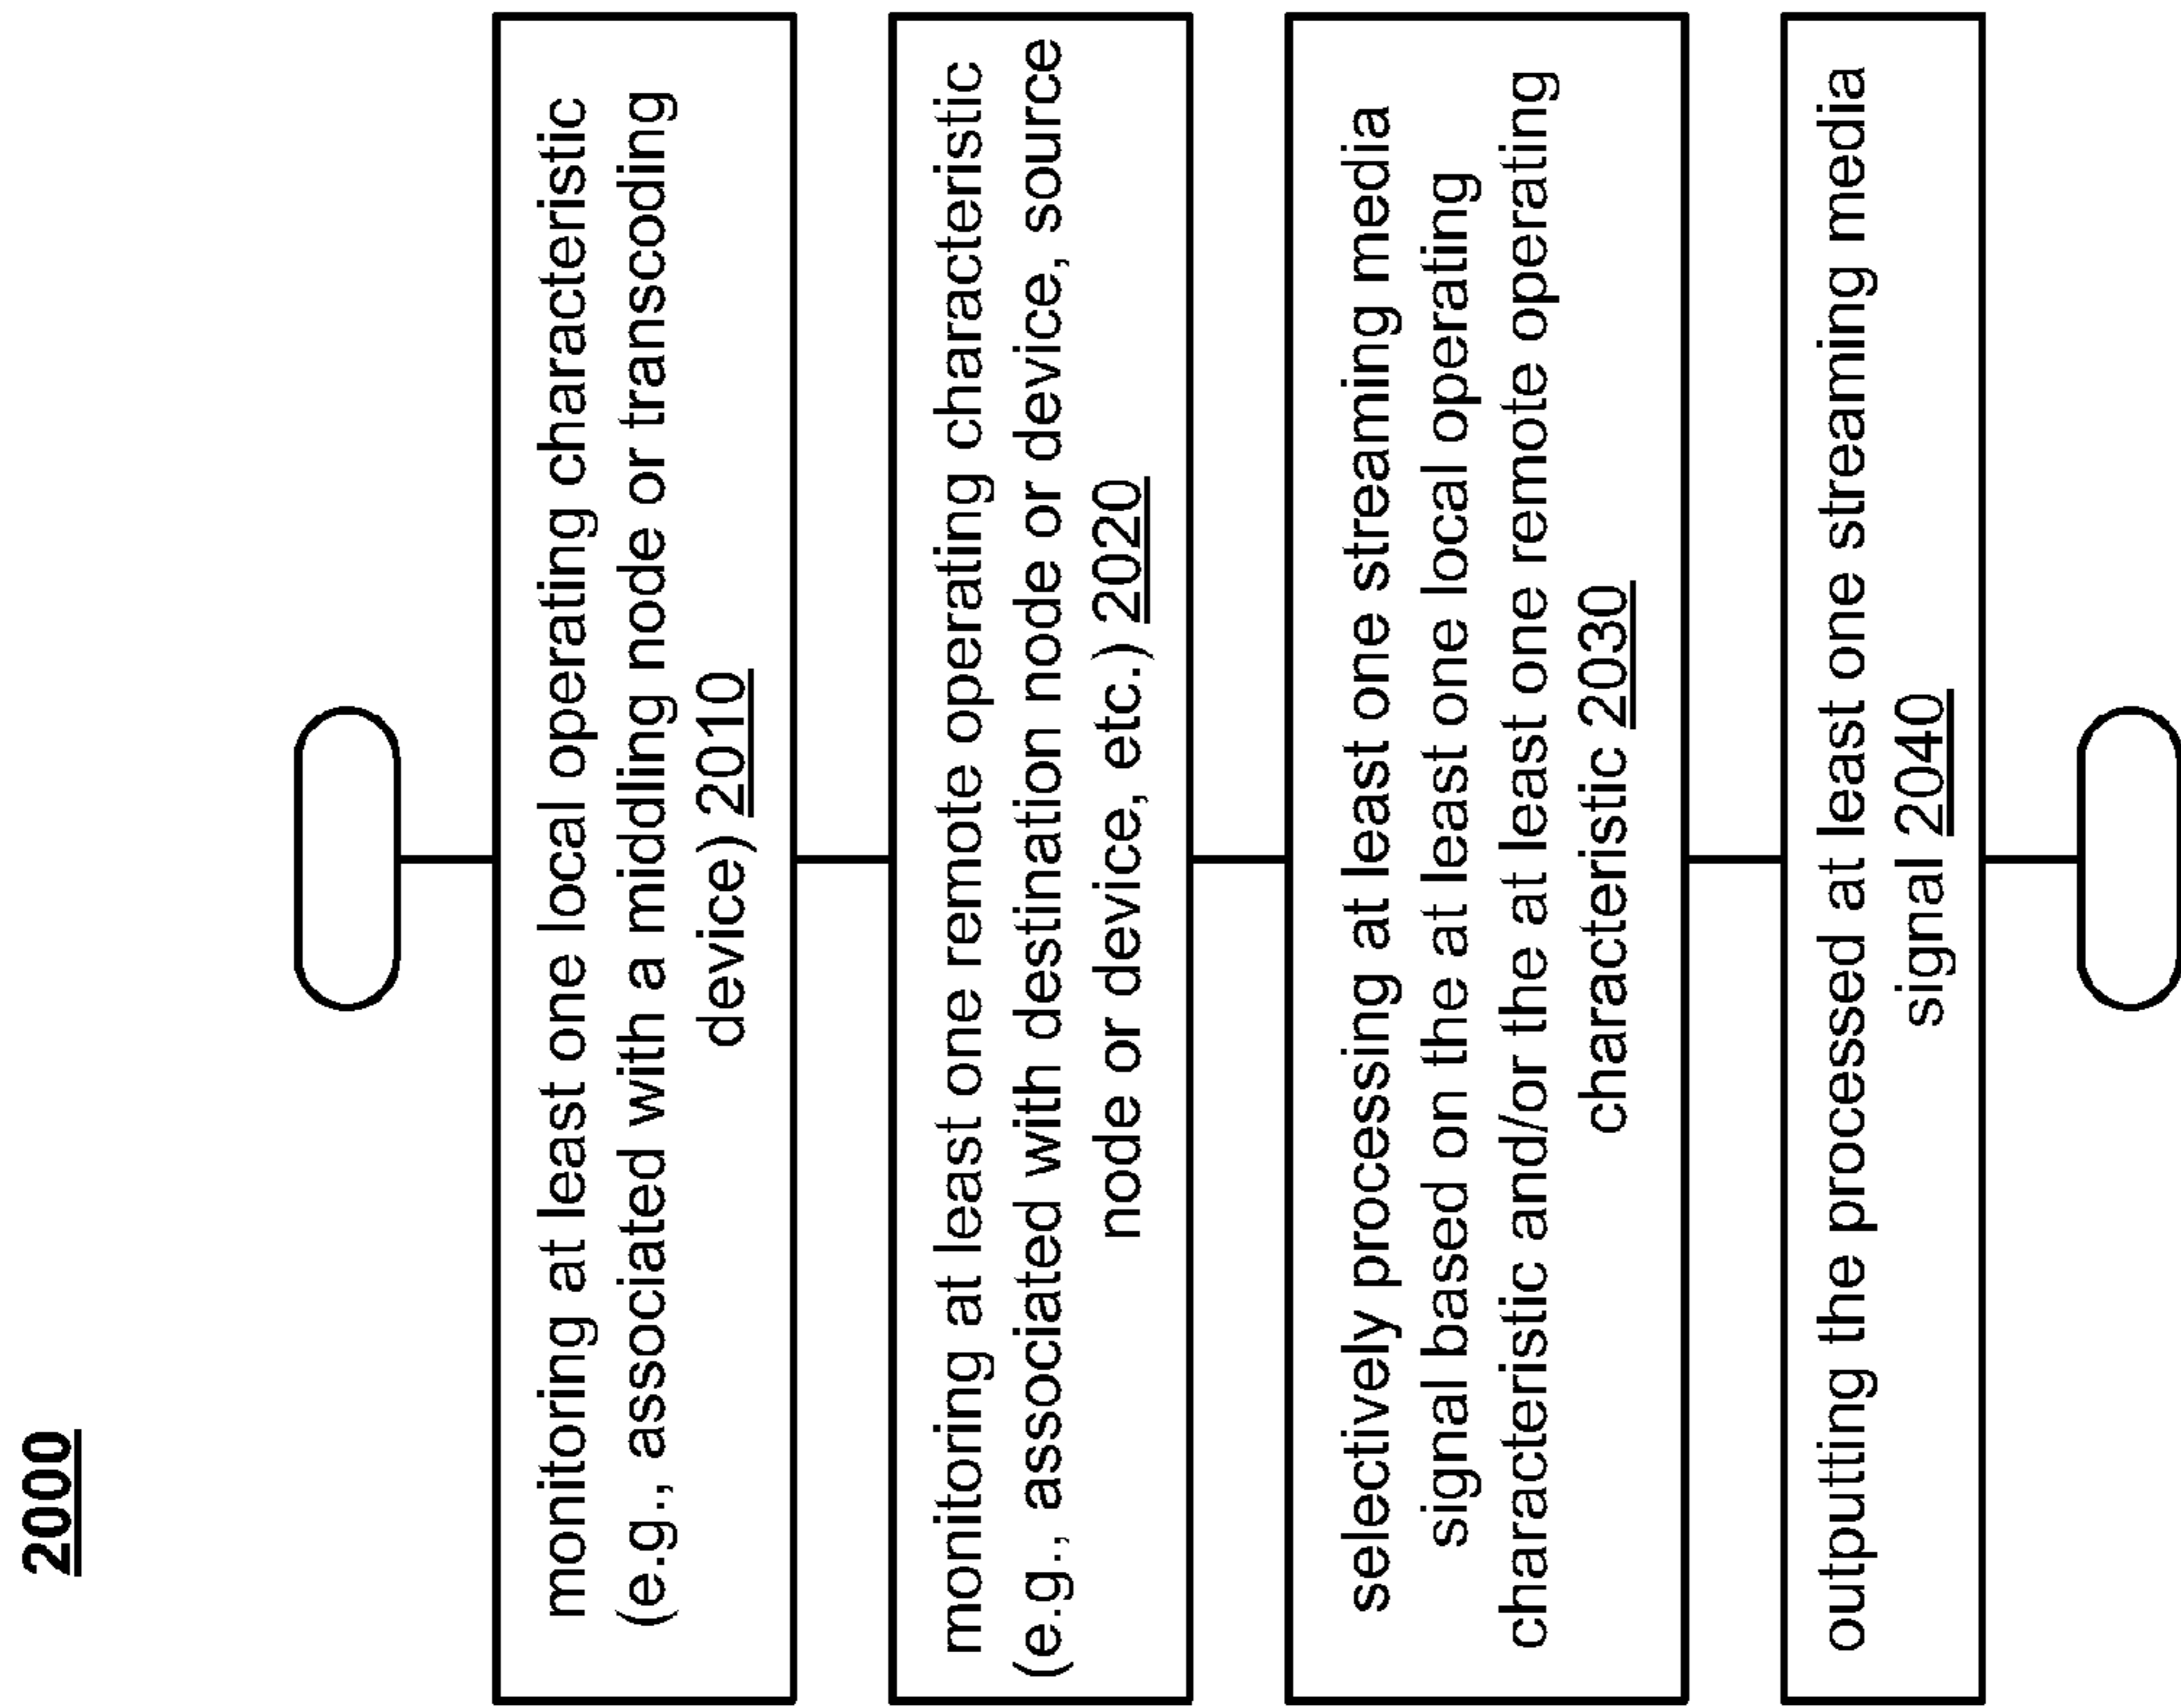 2000
monitoring at least one local operating characteristic
(e.g., associated with a middling node or transcoding
device) 2010
monitoring at least one remote operating characteristic
(e.g., associated with destination node or device, source
node or device, etc.) 2020
selectively processing at least one streaming media
signal based on the at least one local operating
characteristic and/or the at least one remote operating
characteristic 2030
outputting the processed at least one streaming media
signal 2040